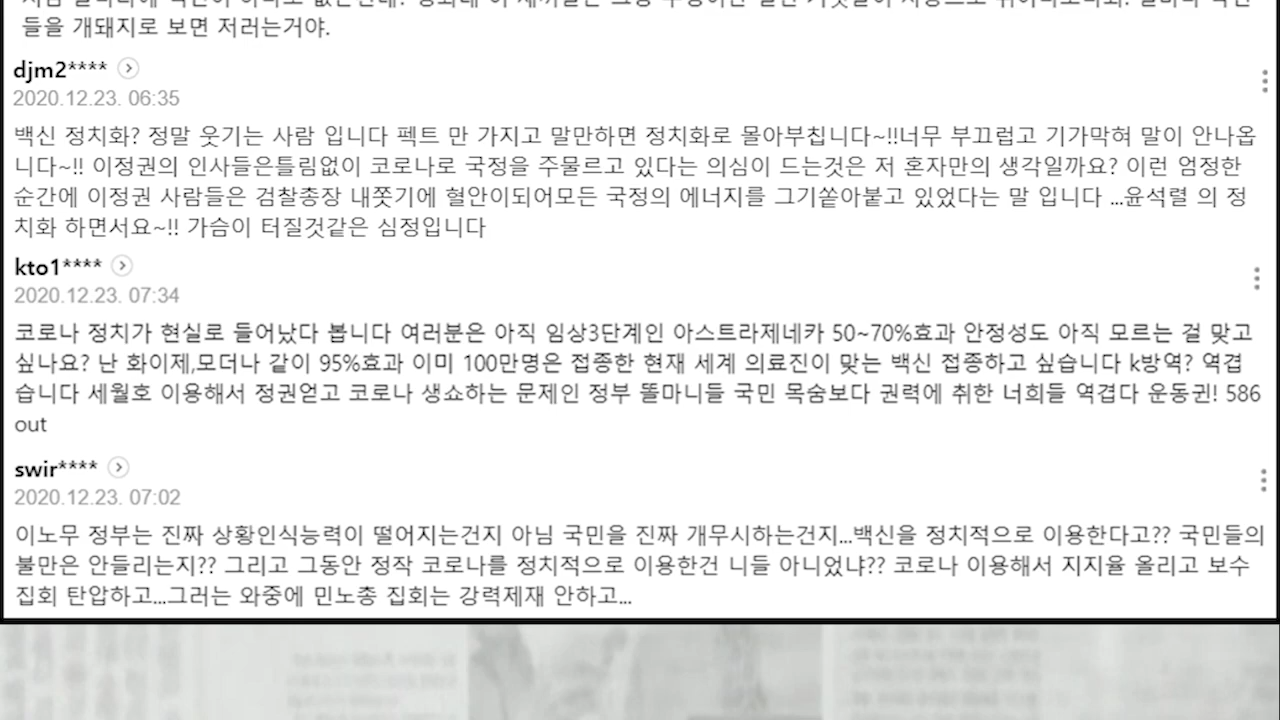 들을 개돼지로 보면 저러는거야.
djm2****
2020.12.23. 06:35
백신 정치화? 정말 웃기는 사람 입니다 펙트 만 가지고 말만하면 정치화로 몰아부칩니다~!!너무 부끄럽고 기가막혀 말이 안나옵
니다~!! 이정권의 인사들은틀림없이 코로나로 국정을 주물르고 있다는 의심이 드는것은 저 혼자만의 생각일까요? 이런 엄정한
순간에 이정권 사람들은 검찰총장 내쫓기에 혈안이되어모든 국정의 에너지를 그기쏟아붙고 있었다는 말 입니다 ...윤석렬 의 정
치화 하면서요~!! 가슴이 터질것같은 심정입니다
kto1****
2020.12.23. 07:34
코로나 정치가 현실로 들어났다 봅니다 여러분은 아직 임상3단계인 아스트라제네카 50~70%효과 안정성도 아직 모르는 걸 맞고
싶나요? 난 화이제,모더나 같이 95%효과 이미 100만명은 접종한 현재 세계 의료진이 맞는 백신 접종하고 싶습니다 k방역? 역겹
습니다 세월호 이용해서 정권얻고 코로나 생쇼하는 문제인 정부 똘마니들 국민 목숨보다 권력에 취한 너희들 역겹다 운동권! 586
out
swir****
2020.12.23. 07:02
이노무 정부는 진짜 상황인식능력이 떨어지는건지 아님 국민을 진짜 개무시하는건지...백신을 정치적으로 이용한다고?? 국민들의
불만은 안들리는지?? 그리고 그동안 정작 코로나를 정치적으로 이용한건 니들 아니었냐?? 코로나 이용해서 지지율 올리고 보수
집회 탄압하고...그러는 와중에 민노총 집회는 강력제재 안하고...